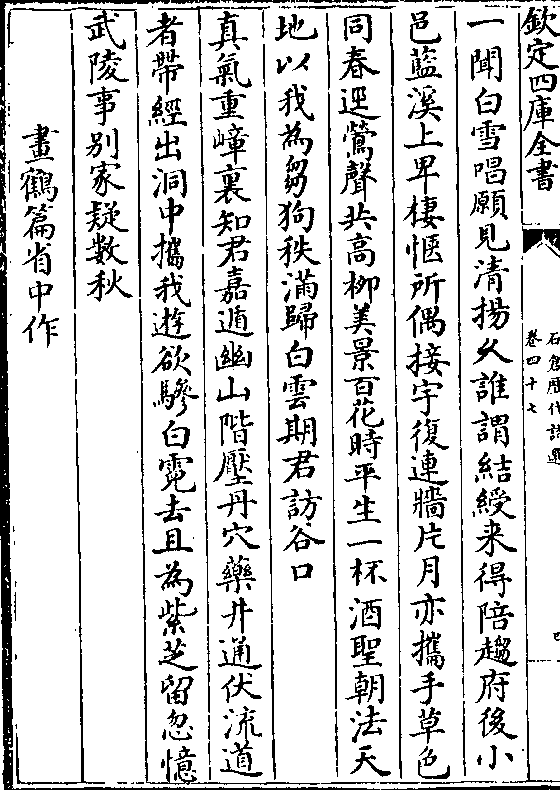 欽定四庫全書
石倉歷代詩選
卷四十七
四
一聞白雪唱願見清揚久誰謂結綬来得陪趨府後小
邑藍溪上卑棲愜所偶接宇復連牆片月亦攜手草色
同春逕鶯聲共高柳美景百花時平生一杯酒聖朝法天
地以我為芻狗秩滿歸白雲期君訪谷口
真氣重嶂裏知君嘉遁幽山階壓丹穴藥井通伏流道
者帶經出洞中攜我遊欲驂白霓去且為紫芝留忽憶
武陵事别家疑數秋
畫鶴篇省中作